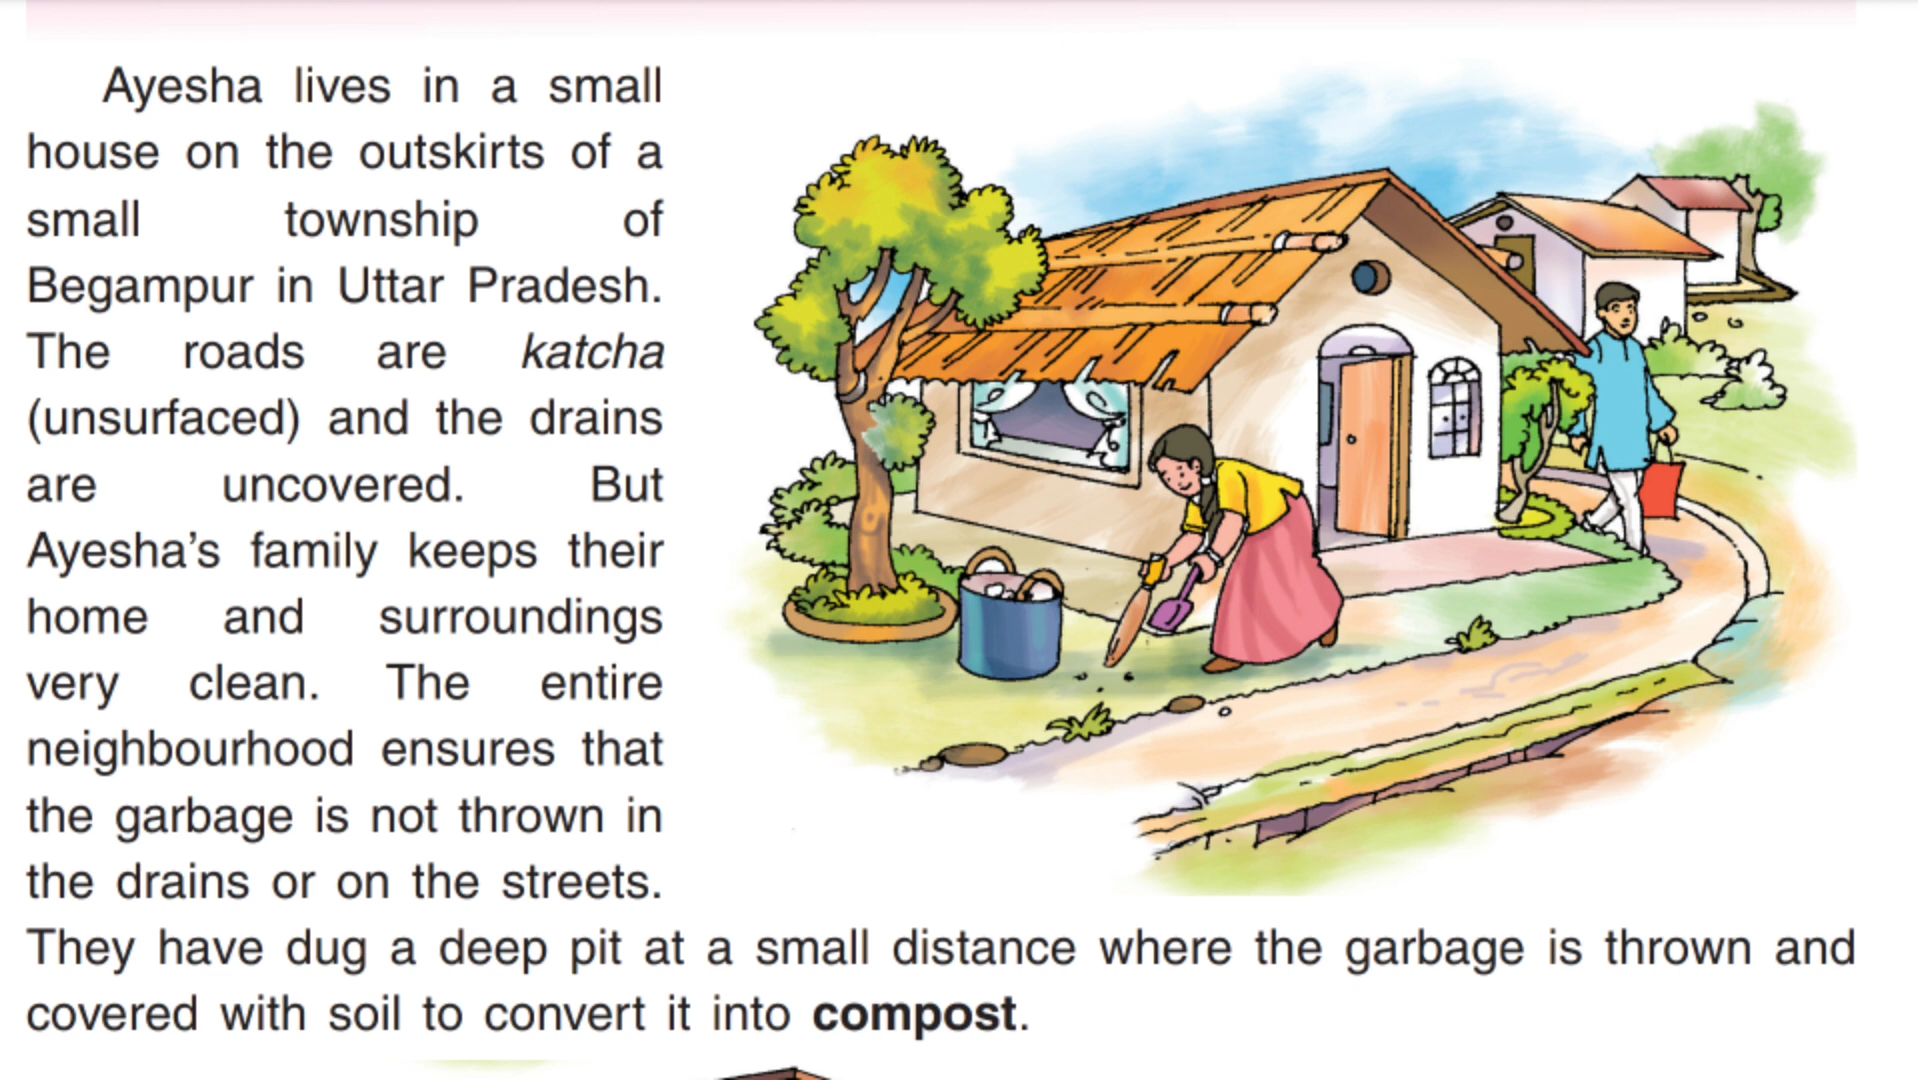 Ayesha lives in a small
house on the outskirts of a
small township of
Begampur in Uttar Pradesh.
The roads are katcha
(unsurfaced) and the drains
are uncovered. But
Ayesha’s family keeps their
home and surroundings
very clean. The entire
neighbourhood ensures that
the garbage is not thrown in
the drains or on the streets.
They have dug a deep pit at a small distance where the garbage is thrown and
covered with soil to convert it into compost.